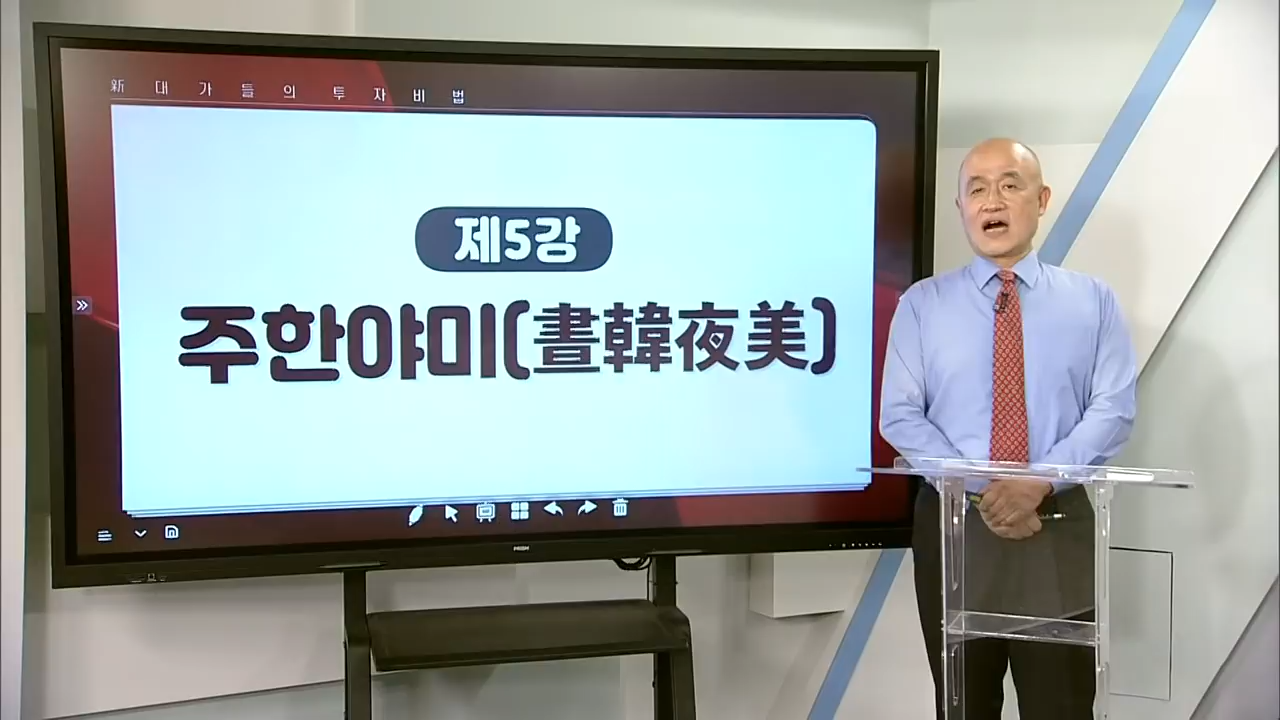 新 대가들의 투자비법
제5강
주한야미(晝韓夜美)